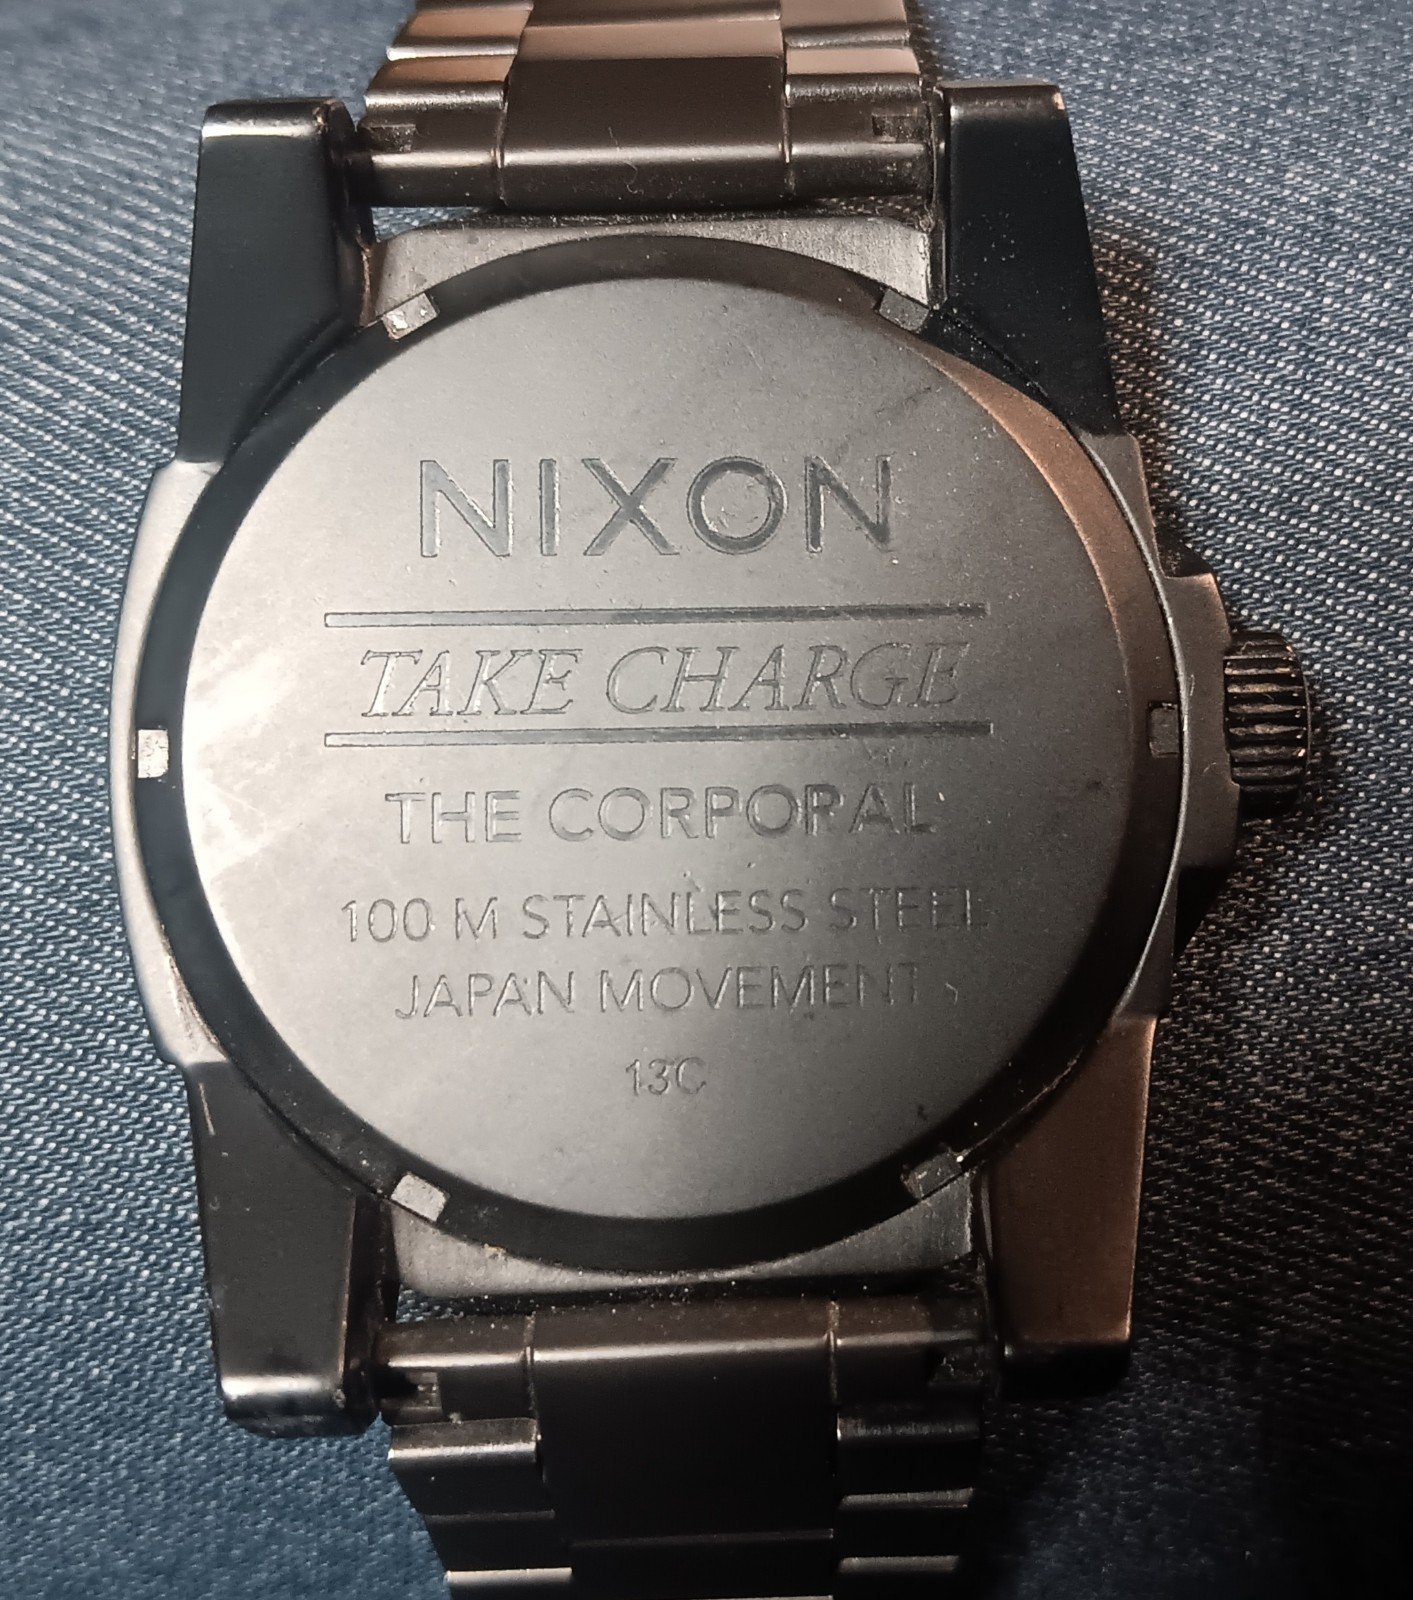 NIXON
TAKE CHARGE
THE CORPORAL
100 M STAINLESS STEEL
JAPAN MOVEMENT
13C